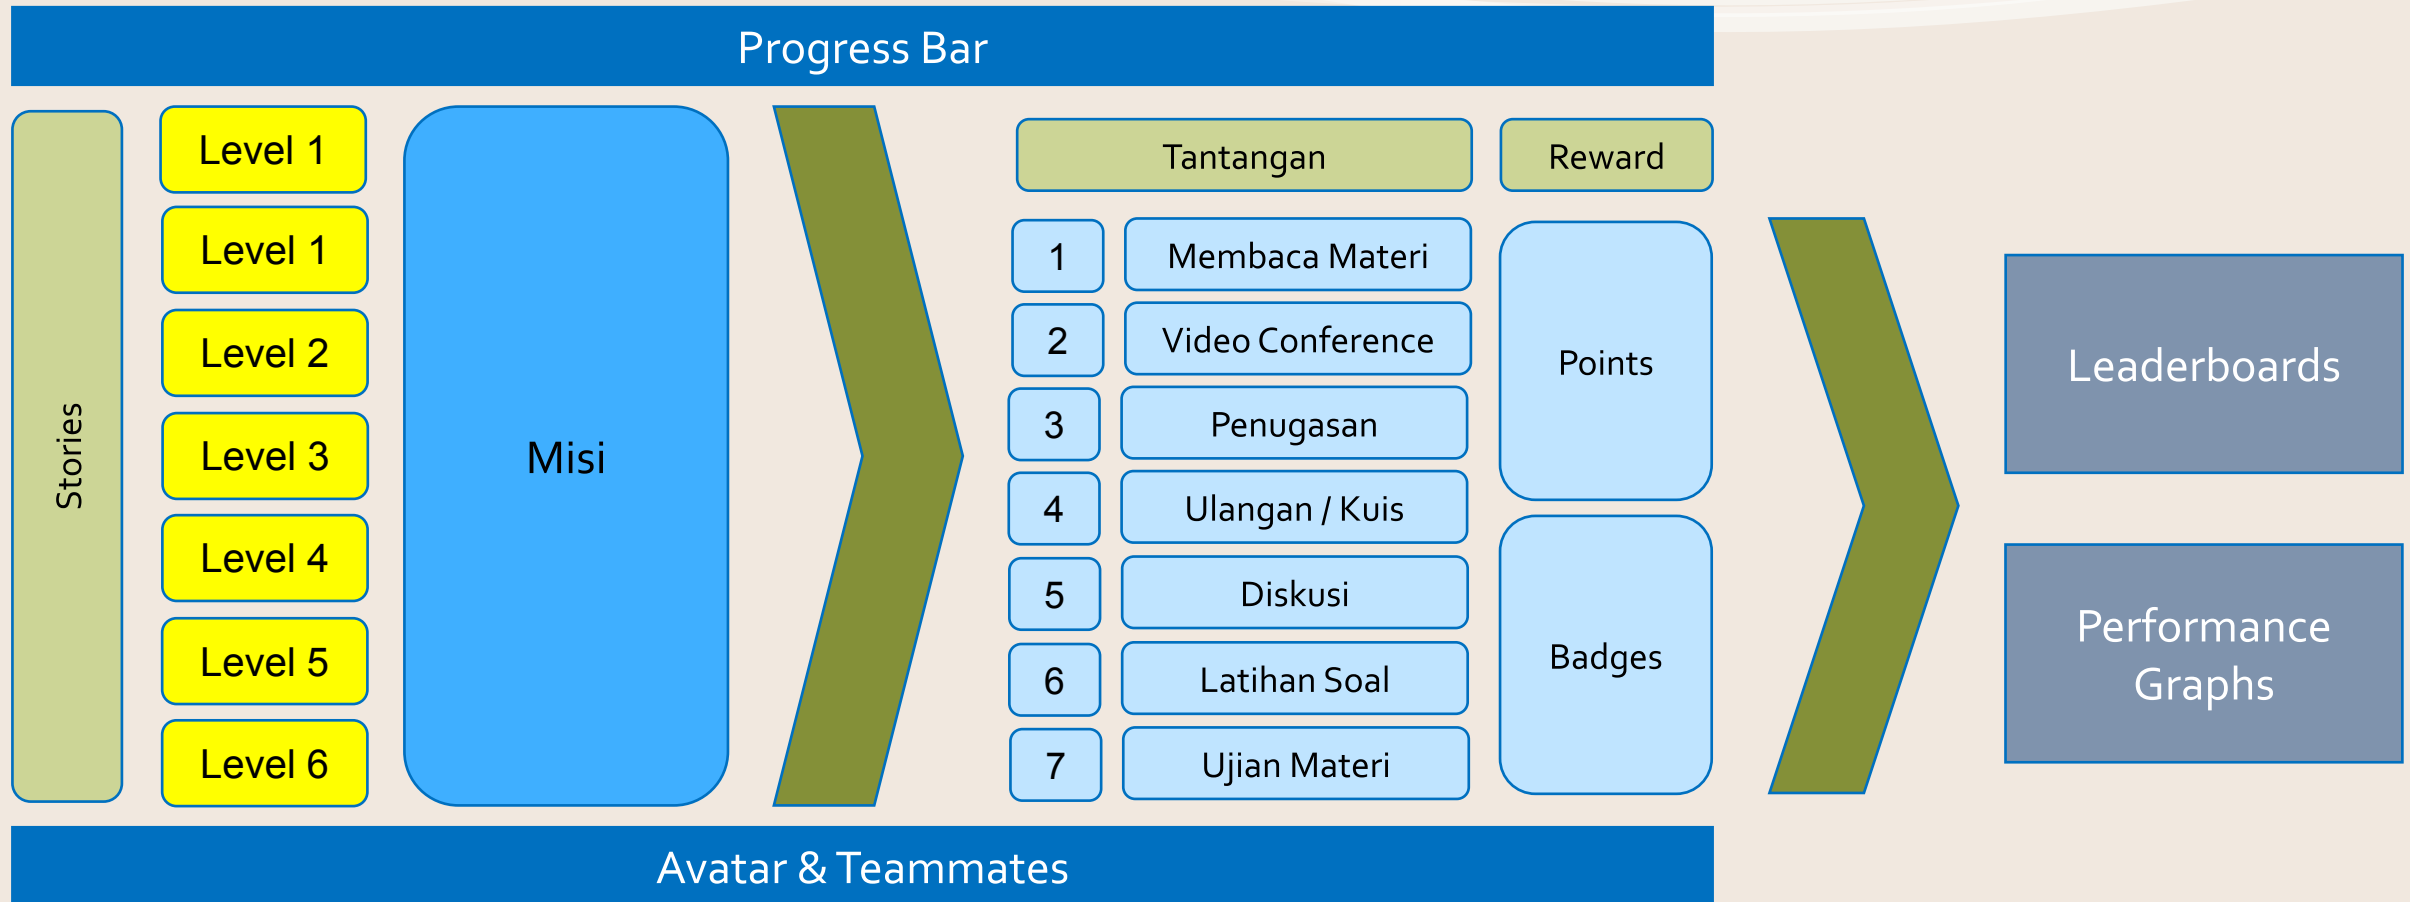 Progress Bar
Stories
Level 1
Level 1
Level 2
Level 3
Level 4
Level 5
Level 6
Misi
Tantangan
Reward
1 Membaca Materi
2 Video Conference
3 Penugasan
4 Ulangan / Kuis
5 Diskusi
6 Latihan Soal
7 Ujian Materi
Points
Badges
Leaderboards
Performance
Graphs
Avatar & Teammates